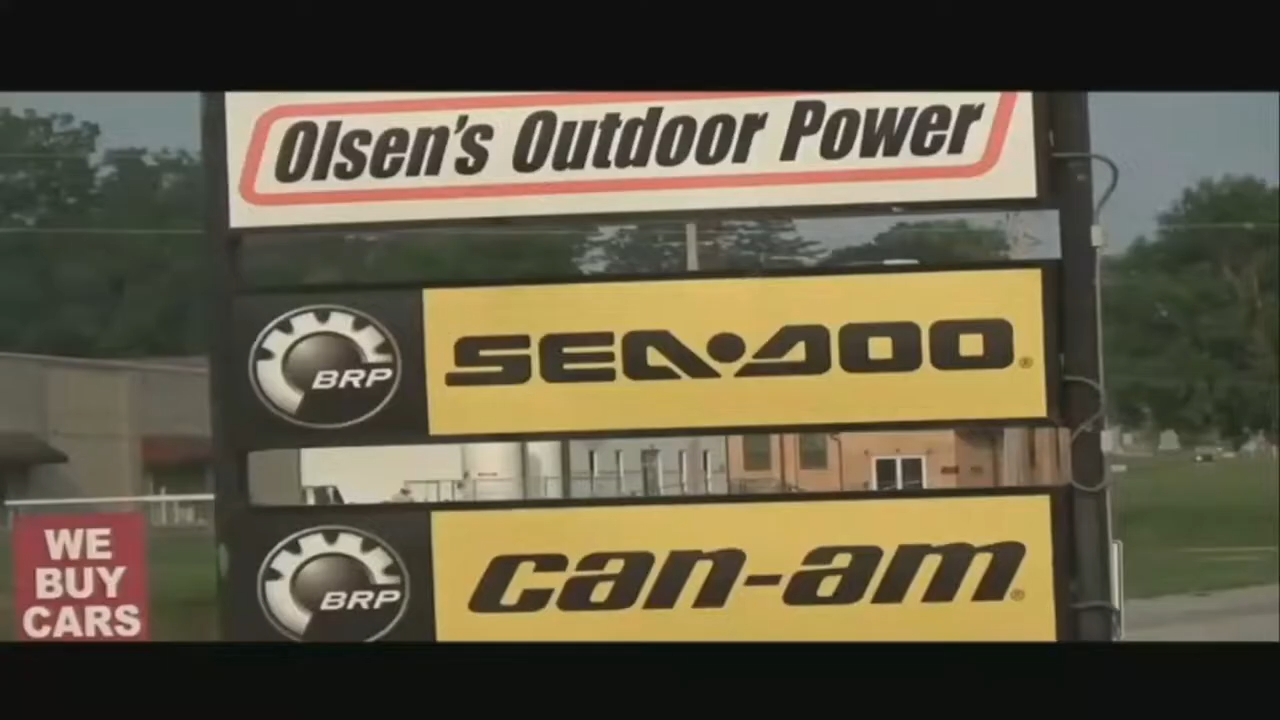 Olsen's Outdoor Power
BRP
SEA-DOO®
BRP
can-am®
WE
BUY
CARS